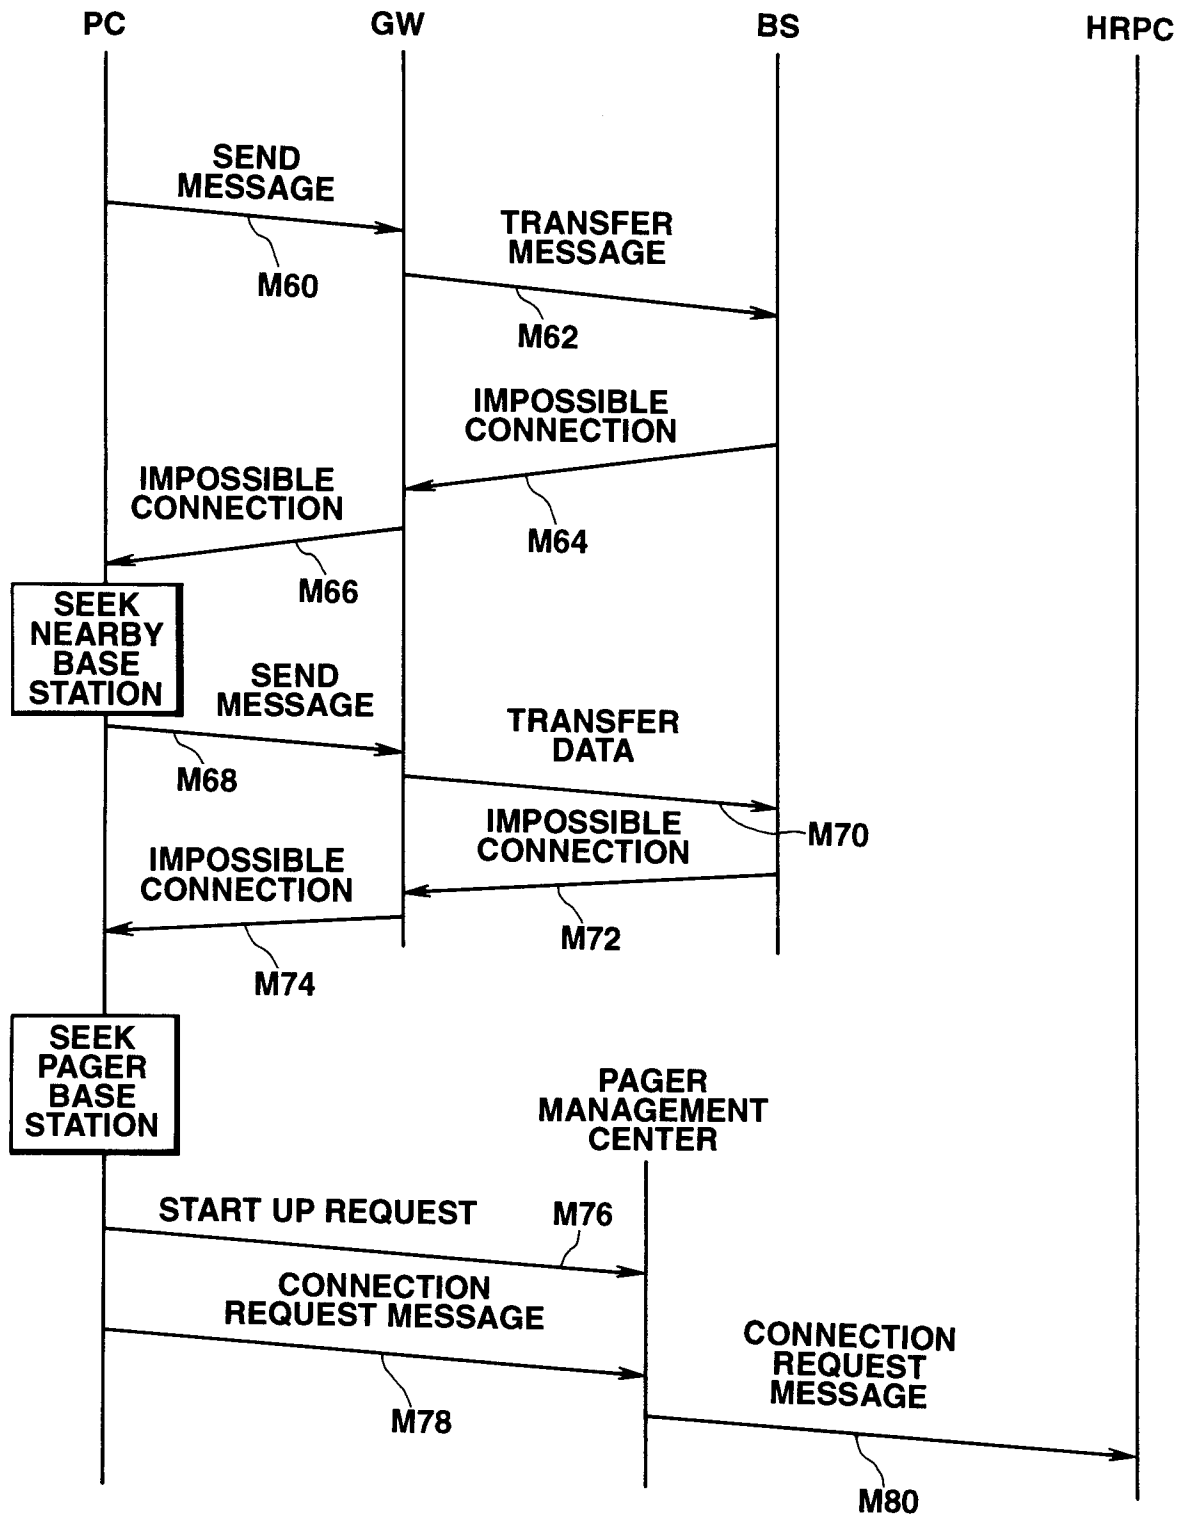 PC
GW
BS
HRPC
SEND
MESSAGE
M60
TRANSFER
MESSAGE
M62
IMPOSSIBLE
CONNECTION
M64
IMPOSSIBLE
CONNECTION
M66
SEEK
NEARBY
BASE
STATION
SEND
MESSAGE
M68
TRANSFER
DATA
M70
IMPOSSIBLE
CONNECTION
M72
IMPOSSIBLE
CONNECTION
M74
SEEK
PAGER
BASE
STATION
PAGER
MANAGEMENT
CENTER
START UP REQUEST
M76
CONNECTION
REQUEST MESSAGE
M78
CONNECTION
REQUEST
MESSAGE
M80